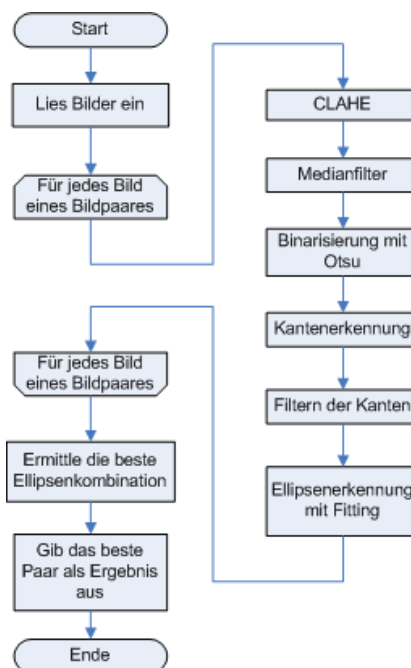 Start
Lies Bilder ein
Für jedes Bild
eines Bildpaares
CLAHE
Medianfilter
Binarisierung mit
Otsu
Kantenerkennung
Filtern der Kanten
Ellipsenerkennung
mit Fitting
Für jedes Bild
eines Bildpaares
Ermittle die beste
Ellipsenkombination
Gib das beste
Paar als Ergebnis
aus
Ende